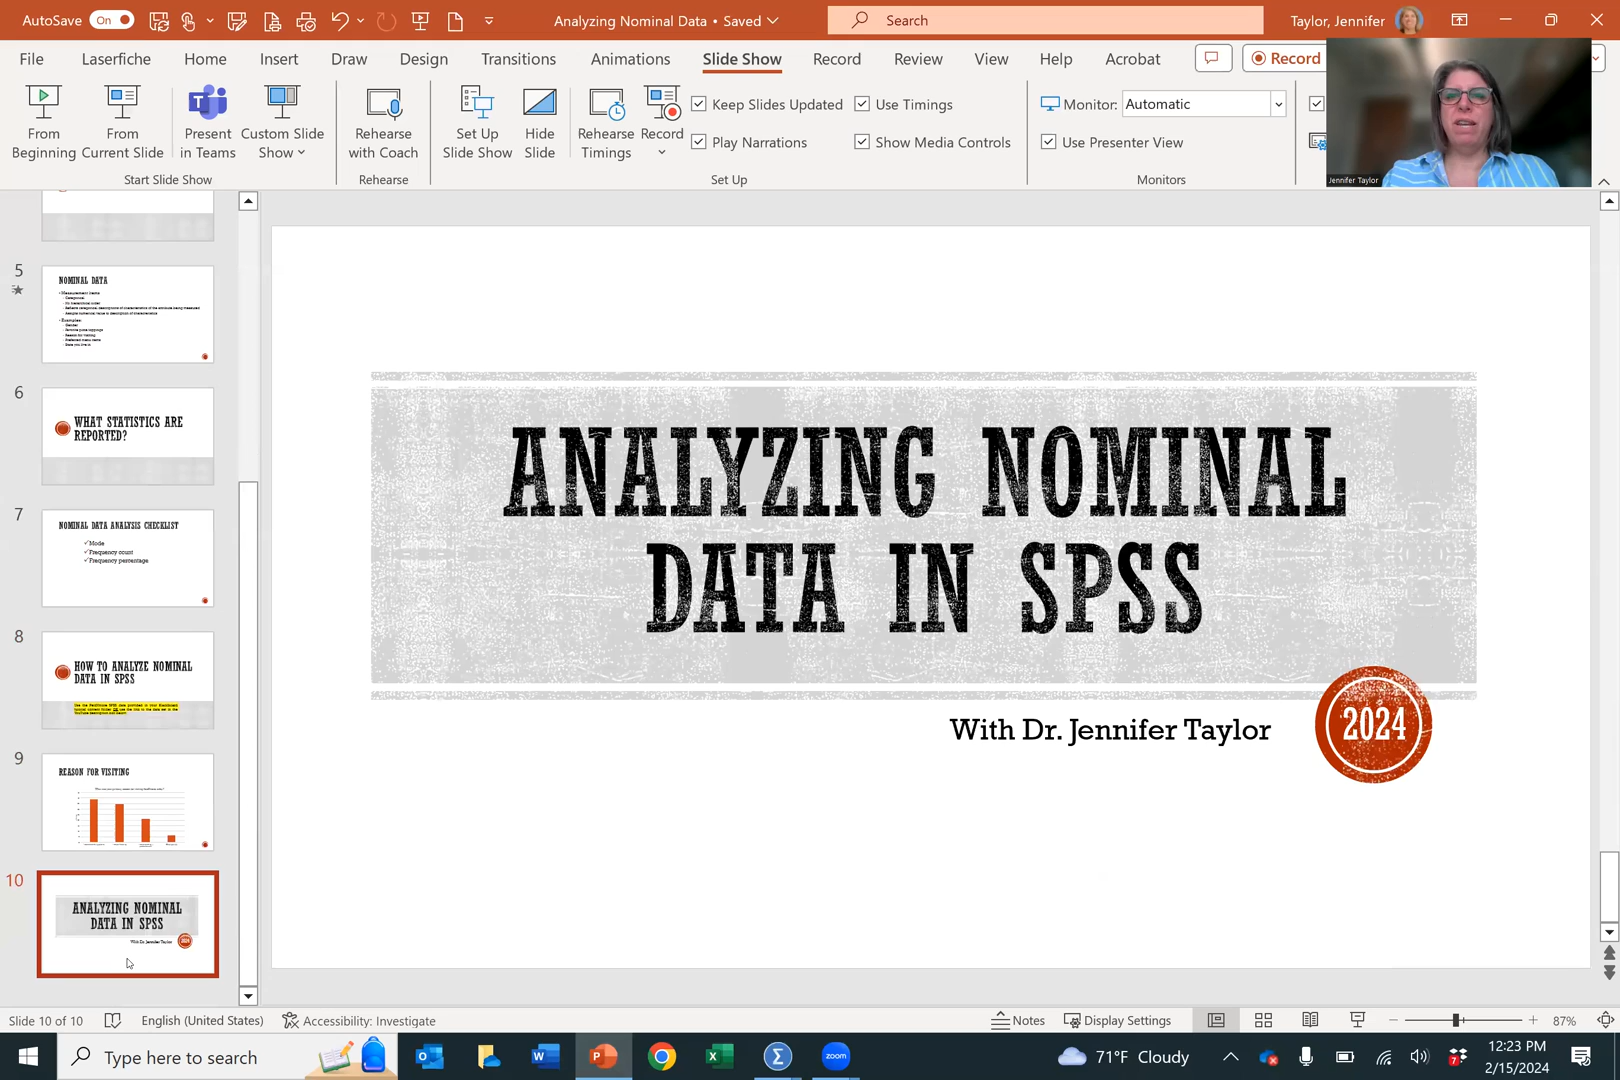 AutoSave On
Analyzing Nominal Data • Saved
Search
Taylor, Jennifer
File
Laserfiche
Home
Insert
Draw
Design
Transitions
Animations
Slide Show
Record
Review
View
Help
Acrobat
Record
From Beginning
From Current Slide
Present in Teams
Custom Slide Show
Start Slide Show
Rehearse with Coach
Rehearse
Set Up Slide Show
Hide Slide
Rehearse Timings
Record
Keep Slides Updated
Use Timings
Play Narrations
Show Media Controls
Set Up
Monitor: Automatic
Use Presenter View
Monitors
Jennifer Taylor
5
NOMINAL DATA
6
WHAT STATISTICS ARE
REPORTED?
7
NOMINAL DATA ANALYSIS CHECKLIST
Mode
Frequency count
Frequency percentage
8
HOW TO ANALYZE NOMINAL
DATA IN SPSS
9
REASON FOR VISITING
10
ANALYZING NOMINAL
DATA IN SPSS
With Dr. Jennifer Taylor
2024
ANALYZING NOMINAL
DATA IN SPSS
With Dr. Jennifer Taylor
2024
Slide 10 of 10
English (United States)
Accessibility: Investigate
Notes
Display Settings
87%
Type here to search
zoom
71°F Cloudy
7
12:23 PM
2/15/2024